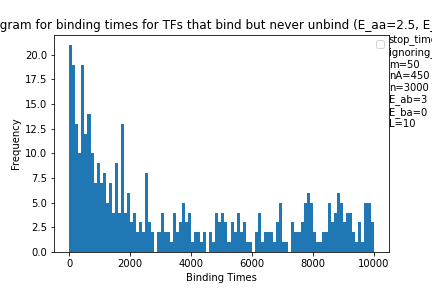 gram for binding times for TFs that bind but never unbind (E_aa=2.5, E_
stop_time
ignoring_
m=50
nA=450
n=3000
E_ab=3
E_ba=0
L=10
Frequency
20.0
17.5
15.0
12.5
10.0
7.5
5.0
2.5
0.0
0
2000
4000
6000
8000
10000
Binding Times